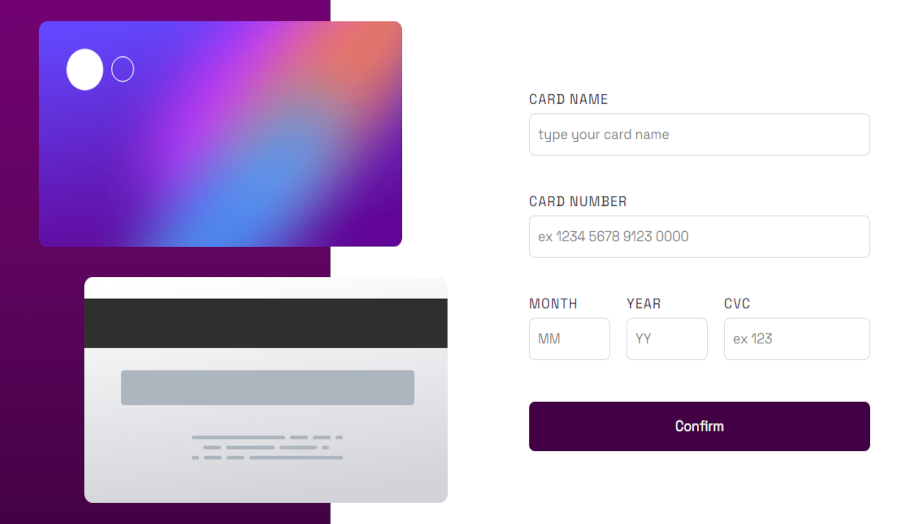 CARD NAME
type your card name
CARD NUMBER
ex 1234 5678 9123 0000
MONTH YEAR CVC
MM YY ex 123
Confirm